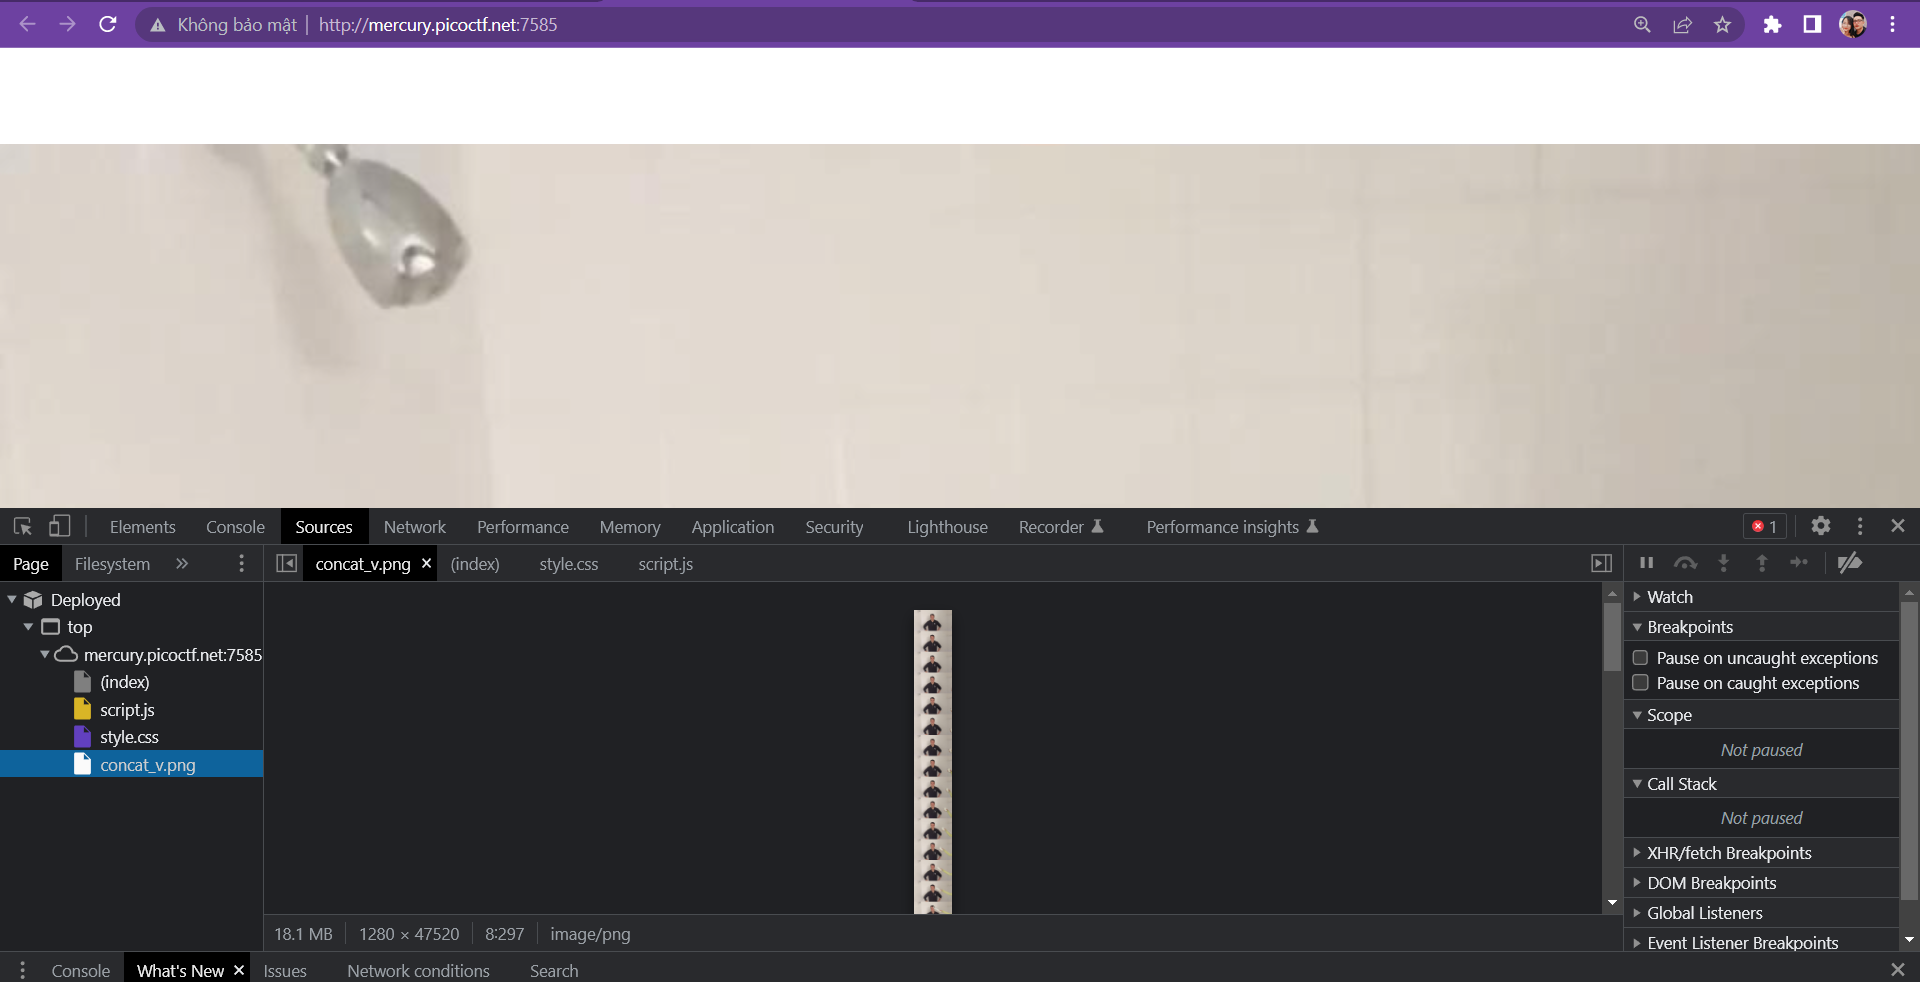 Không bảo mật | http://mercury.picoctf.net:7585
Elements Console Sources Network Performance Memory Application Security Lighthouse Recorder Performance insights 1
Page Filesystem concat_v.png (index) style.css script.js
Deployed
top
mercury.picoctf.net:7585
(index)
script.js
style.css
concat_v.png
18.1 MB 1280 × 47520 8:297 image/png
Watch
Breakpoints
Pause on uncaught exceptions
Pause on caught exceptions
Scope
Not paused
Call Stack
Not paused
XHR/fetch Breakpoints
DOM Breakpoints
Global Listeners
Event Listener Breakpoints
Console What's New Issues Network conditions Search